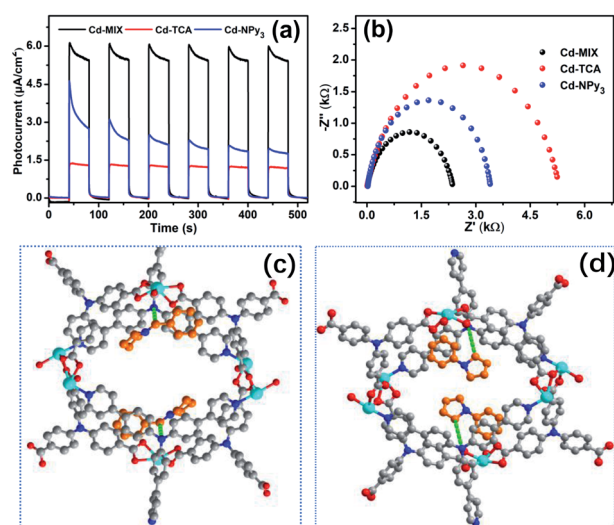 Cd-MIX Cd-TCA Cd-NPy₃
(a)
Photocurrent (μA/cm²)
6.0
4.5
3.0
1.5
0.0
0 100 200 300 400 500
Time (s)
(b)
Cd-MIX
Cd-TCA
Cd-NPy₃
-Z'' (kΩ)
2.5
2.0
1.5
1.0
0.5
0.0
0.0 1.5 3.0 4.5 6.0
Z' (kΩ)
(c)
(d)